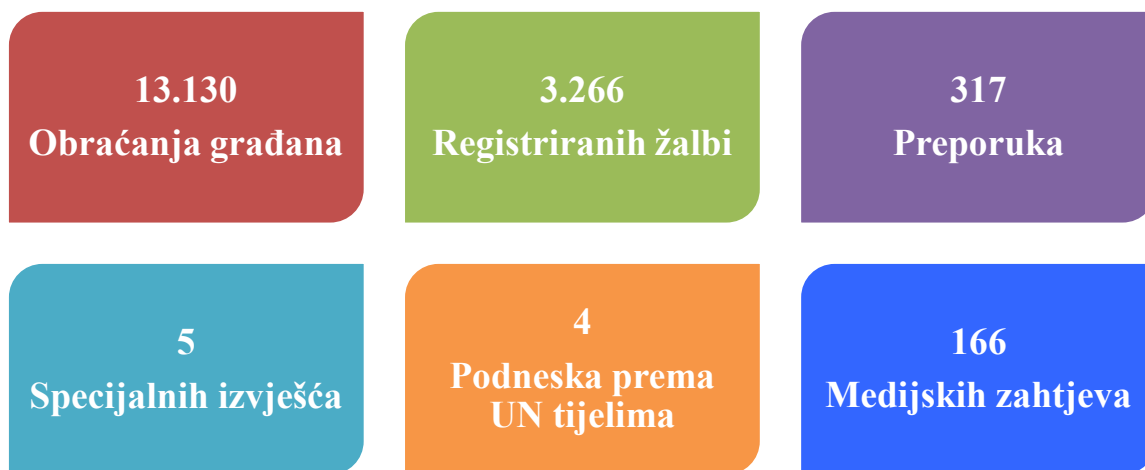 13.130
Obraćanja građana
3.266
Registriranih žalbi
317
Preporuka
5
Specijalnih izvješća
4
Podneska prema
UN tijelima
166
Medijskih zahtjeva